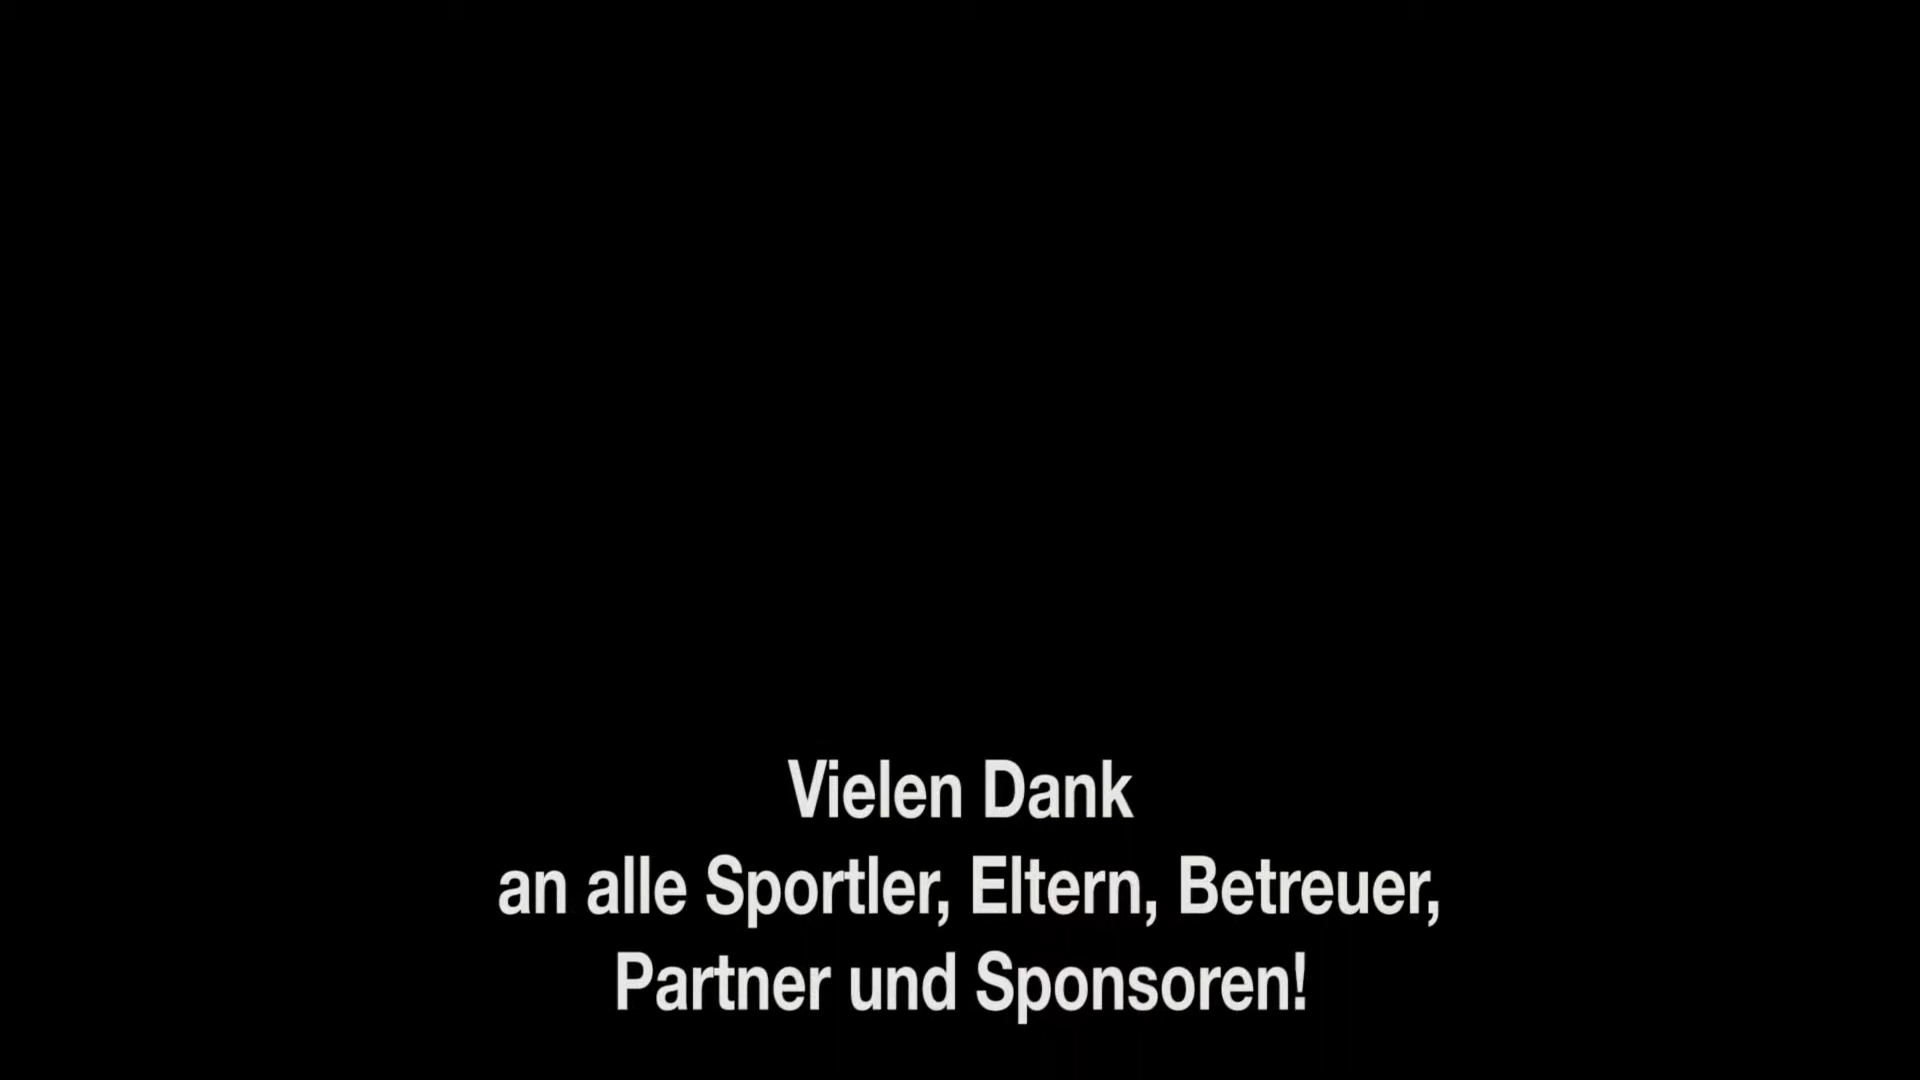 Vielen Dank
an alle Sportler, Eltern, Betreuer,
Partner und Sponsoren!